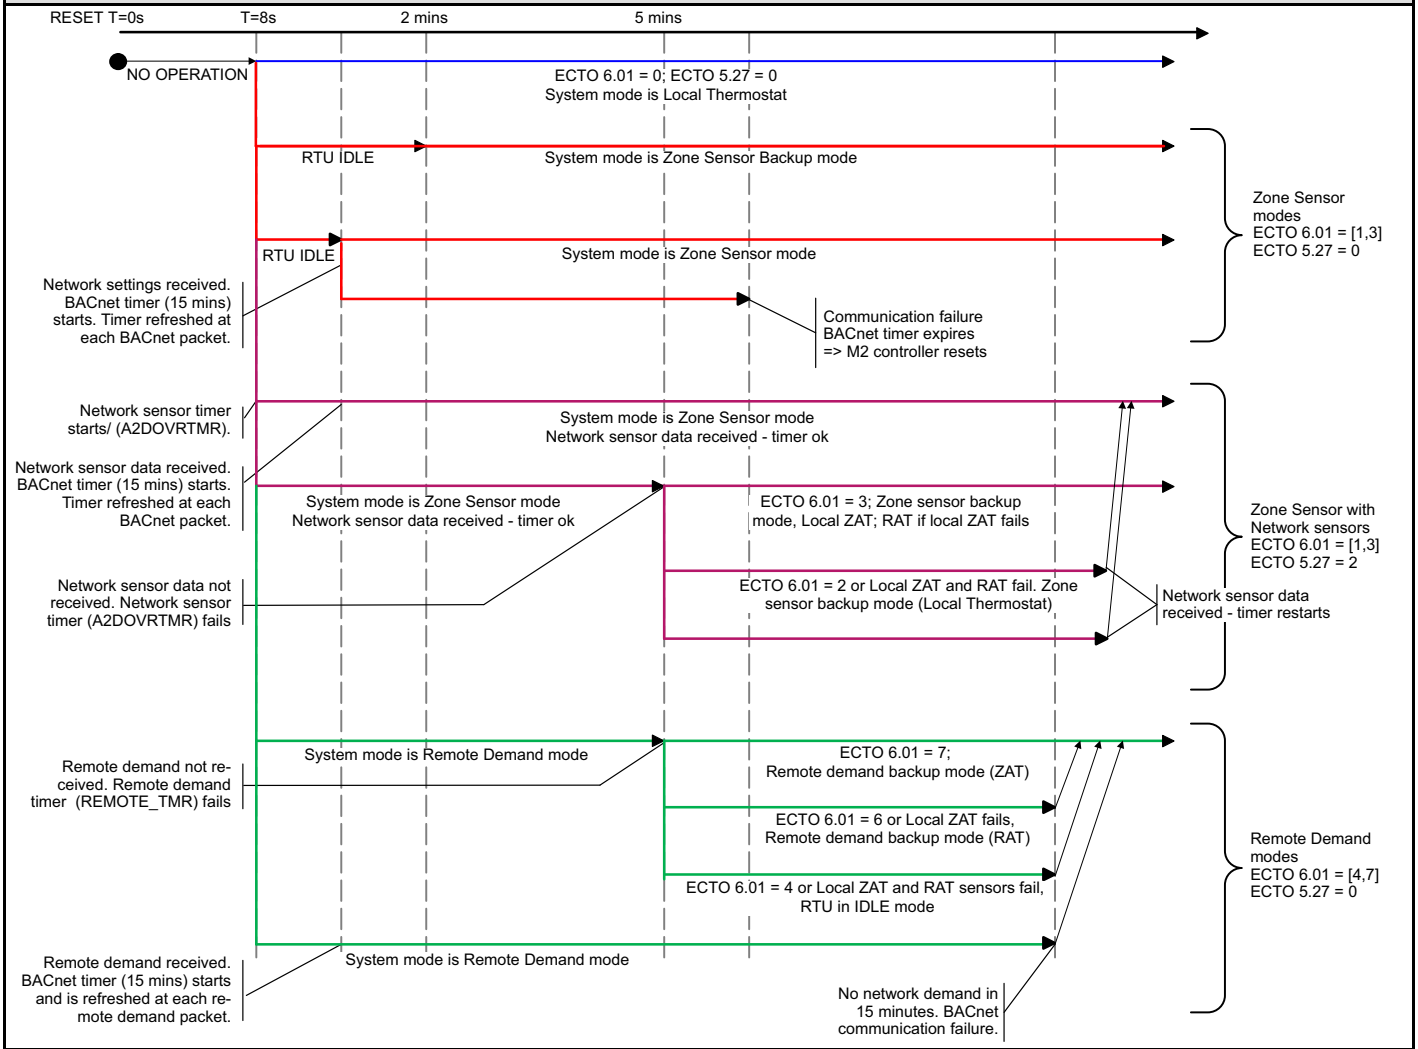 RESET T=0s
T=8s
2 mins
5 mins
NO OPERATION
ECTO 6.01 = 0; ECTO 5.27 = 0
System mode is Local Thermostat
RTU IDLE
System mode is Zone Sensor Backup mode
Zone Sensor
modes
ECTO 6.01 = [1,3]
ECTO 5.27 = 0
RTU IDLE
System mode is Zone Sensor mode
Network settings received.
BACnet timer (15 mins)
starts. Timer refreshed at
each BACnet packet.
Communication failure
BACnet timer expires
=> M2 controller resets
Network sensor timer
starts/ (A2DOVRTMR).
System mode is Zone Sensor mode
Network sensor data received - timer ok
Network sensor data received.
BACnet timer (15 mins) starts.
Timer refreshed at each
BACnet packet.
System mode is Zone Sensor mode
Network sensor data received - timer ok
ECTO 6.01 = 3; Zone sensor backup
mode, Local ZAT; RAT if local ZAT fails
Zone Sensor with
Network sensors
ECTO 6.01 = [1,3]
ECTO 5.27 = 2
Network sensor data not
received. Network sensor
timer (A2DOVRTMR) fails
ECTO 6.01 = 2 or Local ZAT and RAT fail. Zone
sensor backup mode (Local Thermostat)
Network sensor data
received - timer restarts
System mode is Remote Demand mode
ECTO 6.01 = 7;
Remote demand backup mode (ZAT)
Remote demand not re-
ceived. Remote demand
timer (REMOTE_TMR) fails
ECTO 6.01 = 6 or Local ZAT fails,
Remote demand backup mode (RAT)
Remote Demand
modes
ECTO 6.01 = [4,7]
ECTO 5.27 = 0
ECTO 6.01 = 4 or Local ZAT and RAT sensors fail,
RTU in IDLE mode
System mode is Remote Demand mode
Remote demand received.
BACnet timer (15 mins) starts
and is refreshed at each re-
mote demand packet.
No network demand in
15 minutes. BACnet
communication failure.